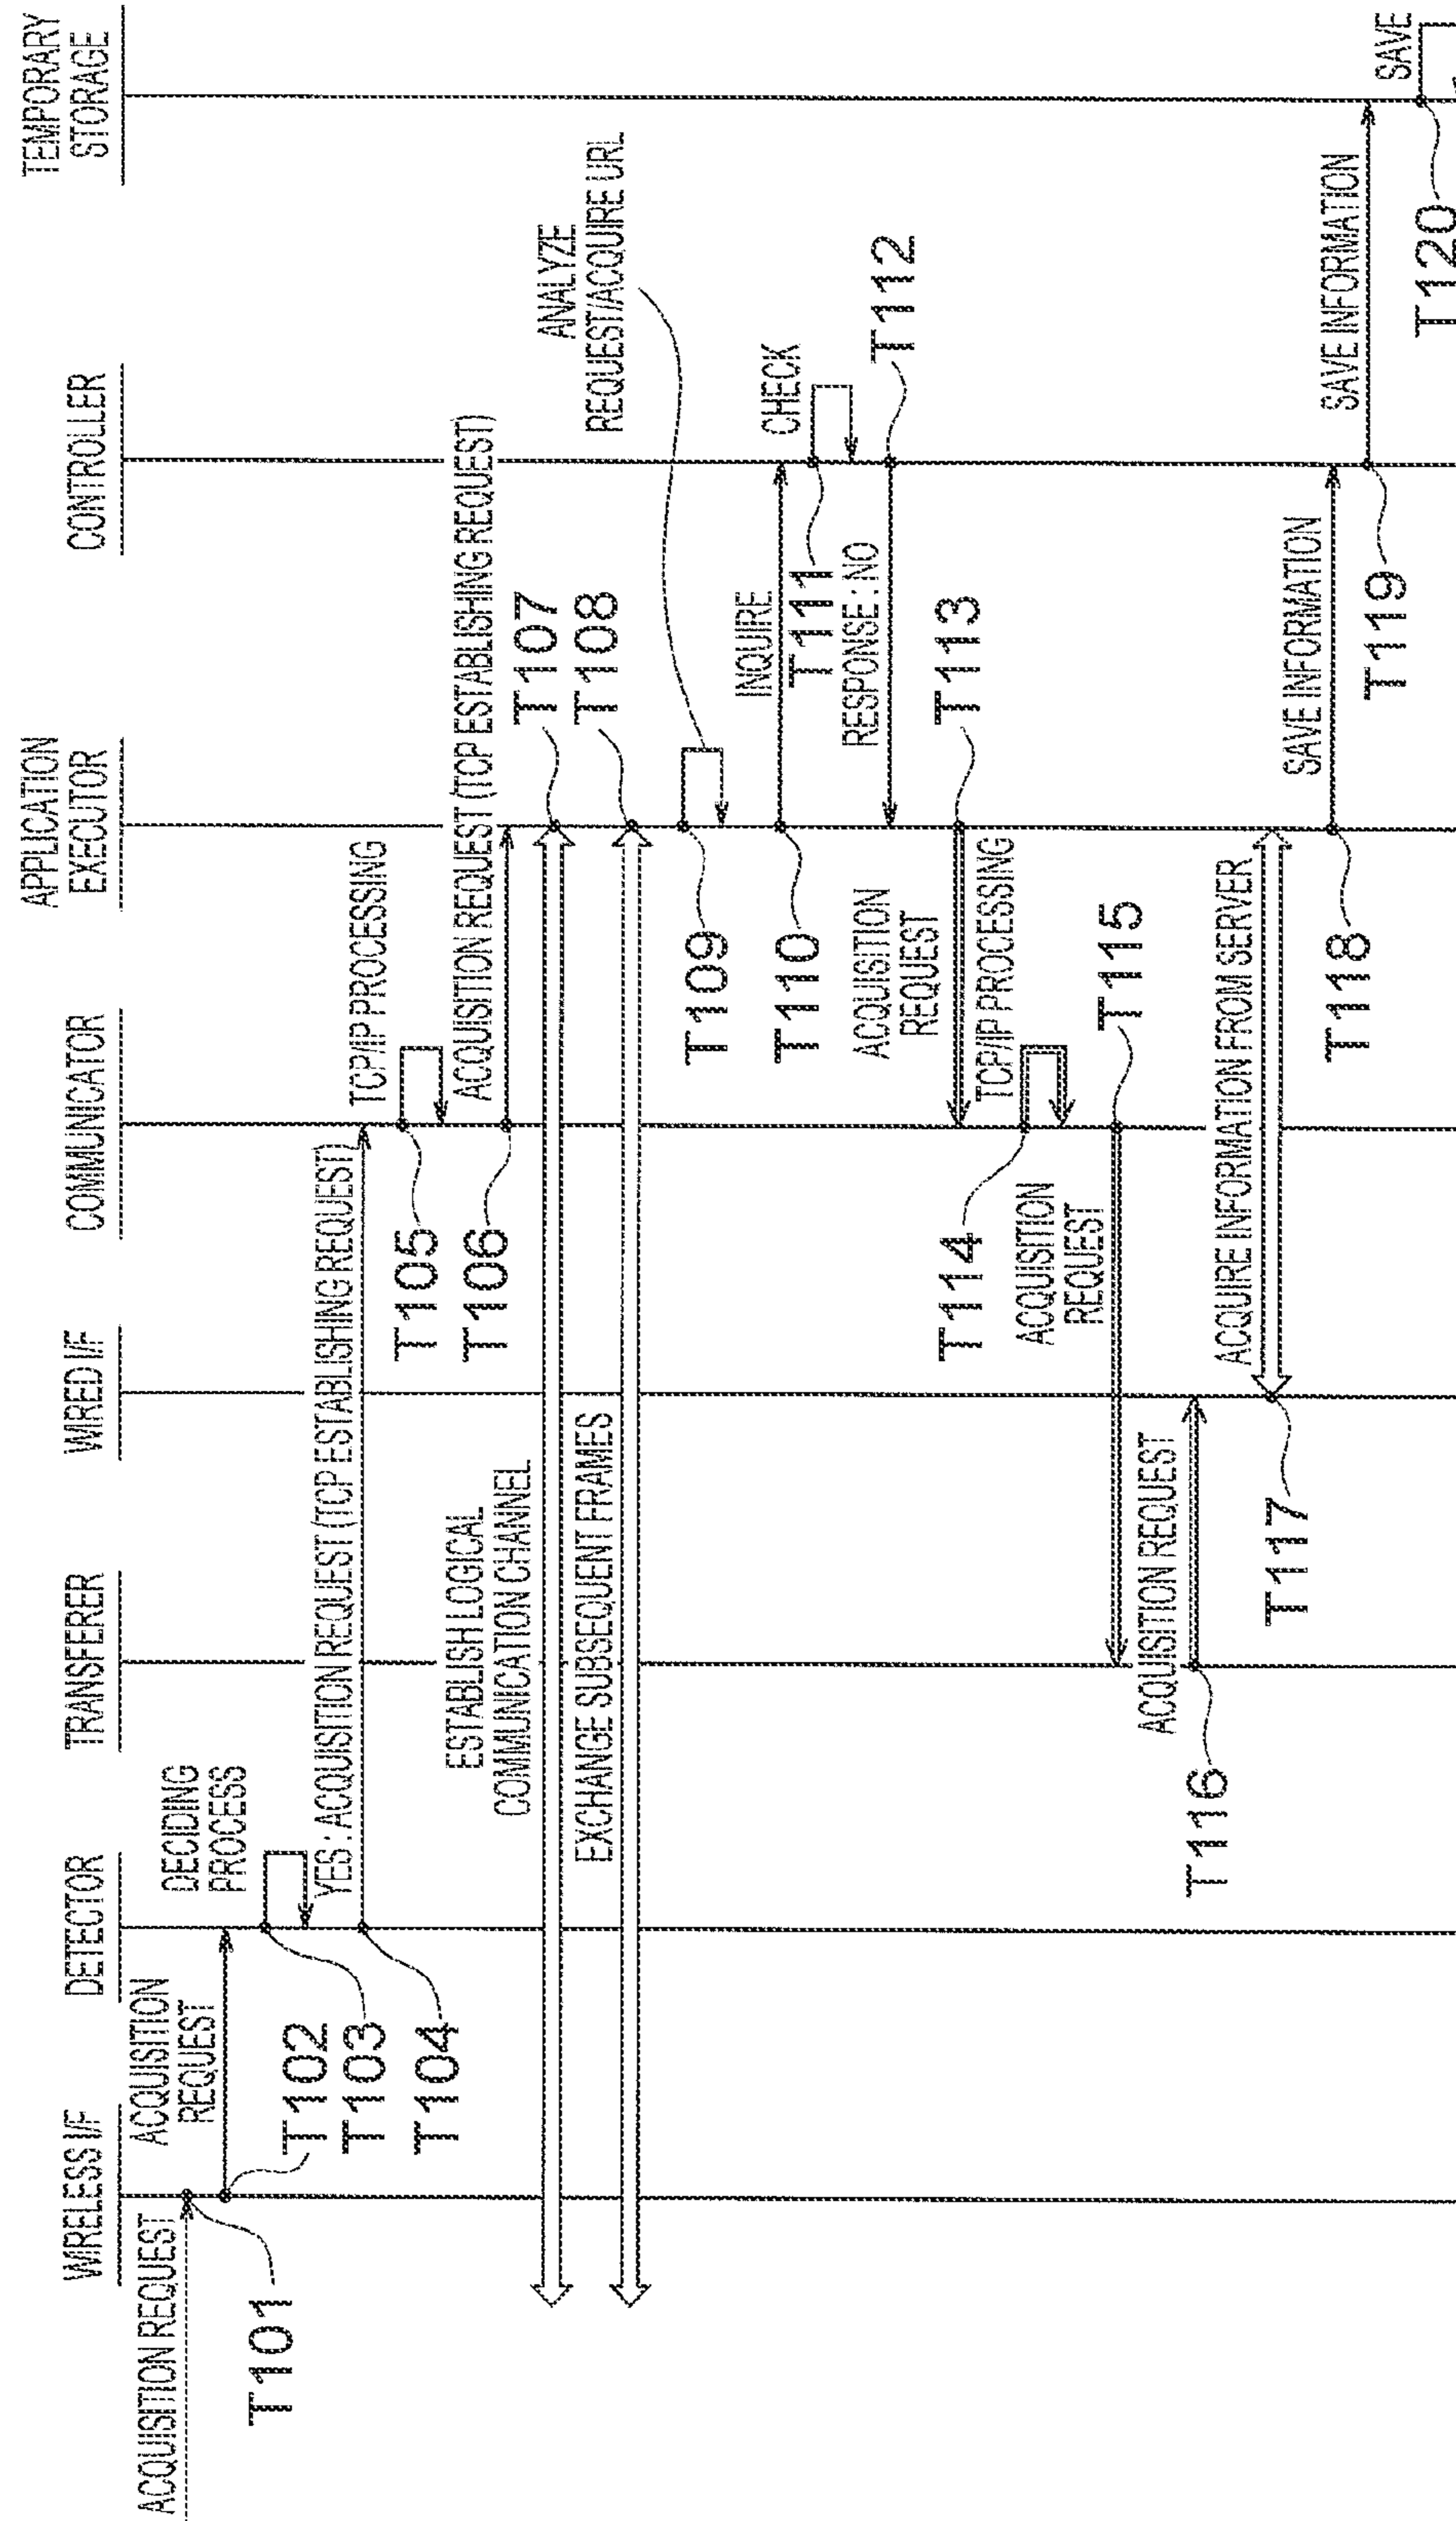 WIRELESS I/F
DETECTOR
TRANSFERER
WIRED I/F
COMMUNICATOR
APPLICATION
EXECUTOR
CONTROLLER
TEMPORARY
STORAGE
ACQUISITION REQUEST
T101
ACQUISITION
REQUEST
T102
DECIDING
PROCESS
T103
YES : ACQUISITION REQUEST (TCP ESTABLISHING REQUEST)
T104
TCP/IP PROCESSING
T105
ACQUISITION REQUEST (TCP ESTABLISHING REQUEST)
T106
ESTABLISH LOGICAL
COMMUNICATION CHANNEL
T107
EXCHANGE SUBSEQUENT FRAMES
T108
ANALYZE
REQUEST/ACQUIRE URL
T109
INQUIRE
T110
CHECK
T111
RESPONSE : NO
T112
ACQUISITION
REQUEST
T113
TCP/IP PROCESSING
T114
ACQUISITION
REQUEST
T115
ACQUISITION REQUEST
T116
ACQUIRE INFORMATION FROM SERVER
T117
SAVE INFORMATION
T118
SAVE INFORMATION
T119
SAVE
T120